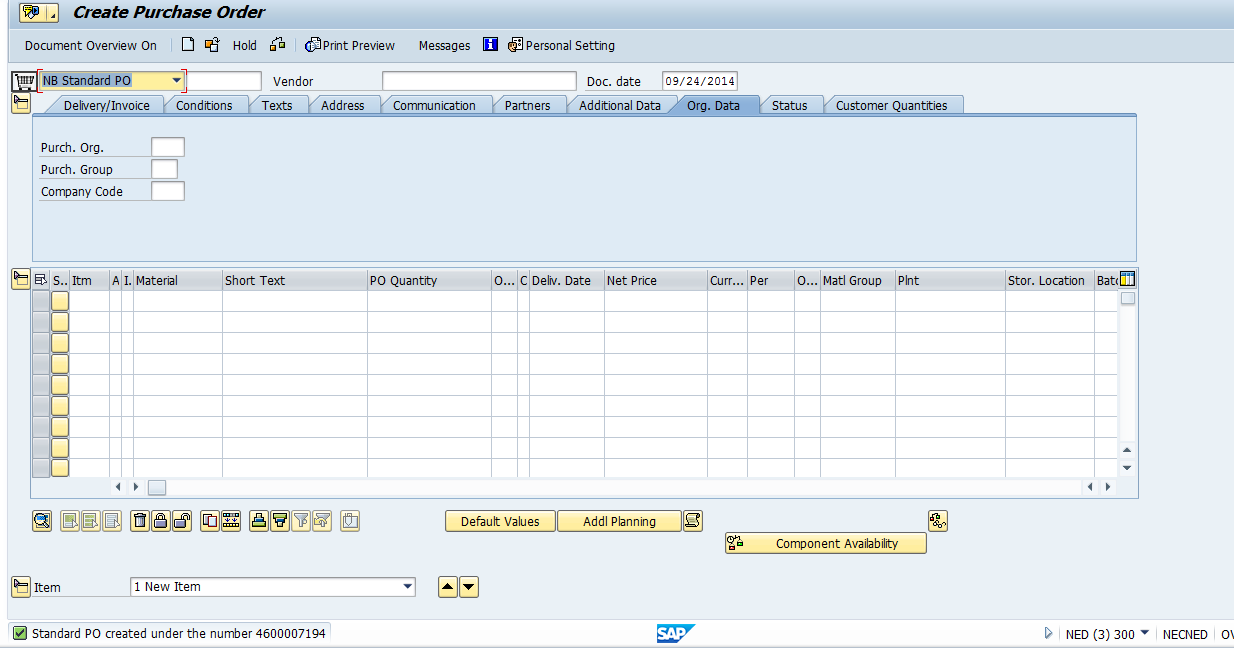 Create Purchase Order
Document Overview On Hold Print Preview Messages Personal Setting
NB Standard PO Vendor Doc. date 09/24/2014
Delivery/Invoice Conditions Texts Address Communication Partners Additional Data Org. Data Status Customer Quantities
Purch. Org.
Purch. Group
Company Code
S.. Itm A I. Material Short Text PO Quantity O... C Deliv. Date Net Price Curr... Per O... Matl Group Plnt Stor. Location Batc
Default Values Addl Planning
Component Availability
Item 1 New Item
Standard PO created under the number 4600007194 SAP NED (3) 300 NECNED OV